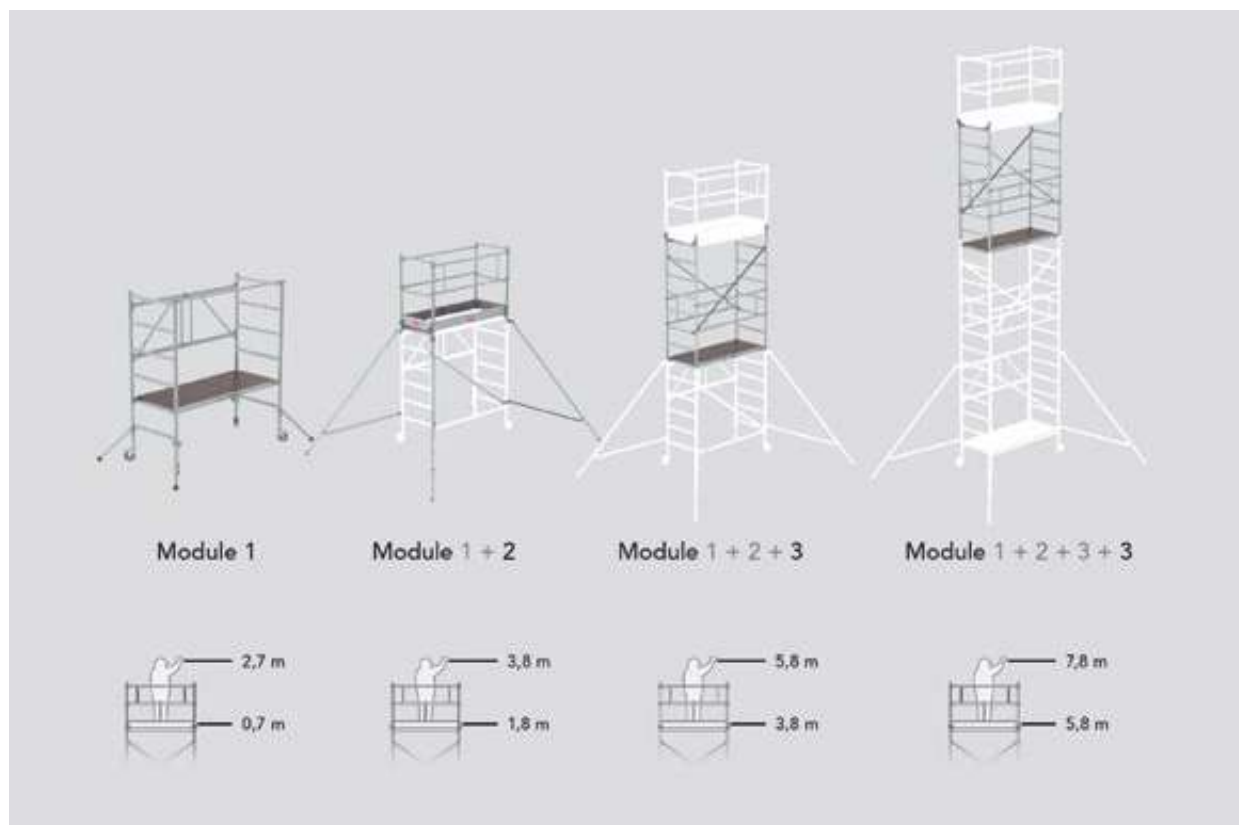 Module 1
Module 1 + 2
Module 1 + 2 + 3
Module 1 + 2 + 3 + 3
2,7 m
3,8 m
5,8 m
7,8 m
0,7 m
1,8 m
3,8 m
5,8 m